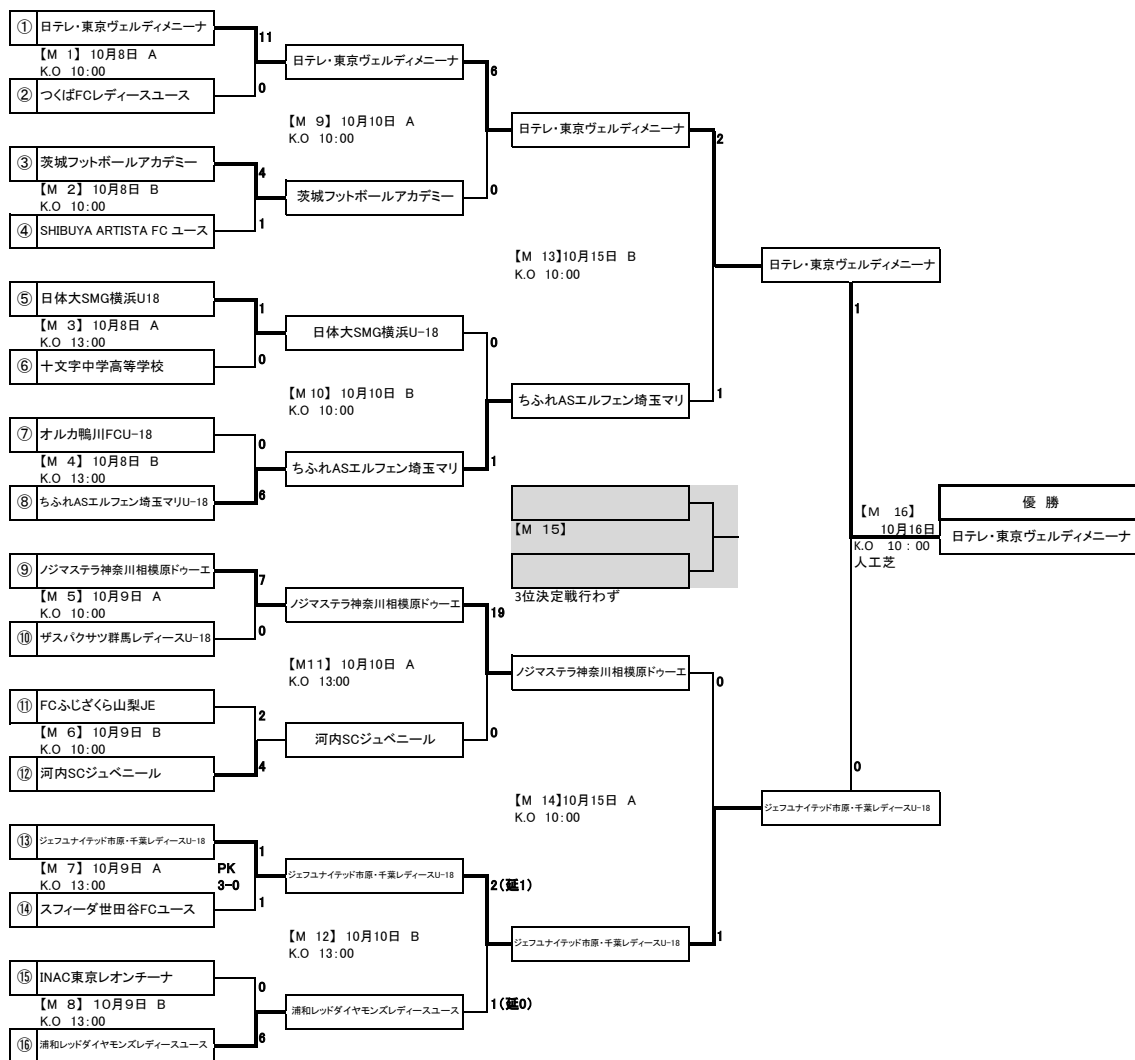 ① 日テレ・東京ヴェルディメニーナ
11
【M 1】 10月8日 A
K.O 10:00
日テレ・東京ヴェルディメニーナ
6
② つくばFCレディースユース
0
【M 9】 10月10日 A
K.O 10:00
日テレ・東京ヴェルディメニーナ
2
③ 茨城フットボールアカデミー
4
【M 2】 10月8日 B
K.O 10:00
茨城フットボールアカデミー
0
④ SHIBUYA ARTISTA FC ユース
1
【M 13】10月15日 B
K.O 10:00
日テレ・東京ヴェルディメニーナ
1
⑤ 日体大SMG横浜U18
1
【M 3】 10月8日 A
K.O 13:00
日体大SMG横浜U-18
0
⑥ 十文字中学高等学校
0
【M 10】 10月10日 B
K.O 10:00
ちふれASエルフェン埼玉マリ
1
⑦ オルカ鴨川FCU-18
0
【M 4】 10月8日 B
K.O 13:00
ちふれASエルフェン埼玉マリ
1
⑧ ちふれASエルフェン埼玉マリU-18
6
【M 15】
3位決定戦行わず
【M 16】
10月16日
K.O 10：00
人工芝
優 勝
日テレ・東京ヴェルディメニーナ
⑨ ノジマステラ神奈川相模原ドゥーエ
7
【M 5】 10月9日 A
K.O 10:00
ノジマステラ神奈川相模原ドゥーエ
19
⑩ ザスパクサツ群馬レディースU-18
0
【M11】 10月10日 A
K.O 13:00
ノジマステラ神奈川相模原ドゥーエ
0
⑪ FCふじざくら山梨JE
2
【M 6】 10月9日 B
K.O 10:00
河内SCジュベニール
0
⑫ 河内SCジュベニール
4
【M 14】10月15日 A
K.O 10:00
0
ジェフユナイテッド市原・千葉レディースU-18
⑬ ジェフユナイテッド市原・千葉レディースU-18
1
【M 7】 10月9日 A
K.O 13:00
PK
3-0
ジェフユナイテッド市原・千葉レディースU-18
2(延1)
⑭ スフィーダ世田谷FCユース
1
【M 12】 10月10日 B
K.O 13:00
ジェフユナイテッド市原・千葉レディースU-18
1
⑮ INAC東京レオンチーナ
0
【M 8】 10月9日 B
K.O 13:00
浦和レッドダイヤモンズレディースユース
1(延0)
⑯ 浦和レッドダイヤモンズレディースユース
6